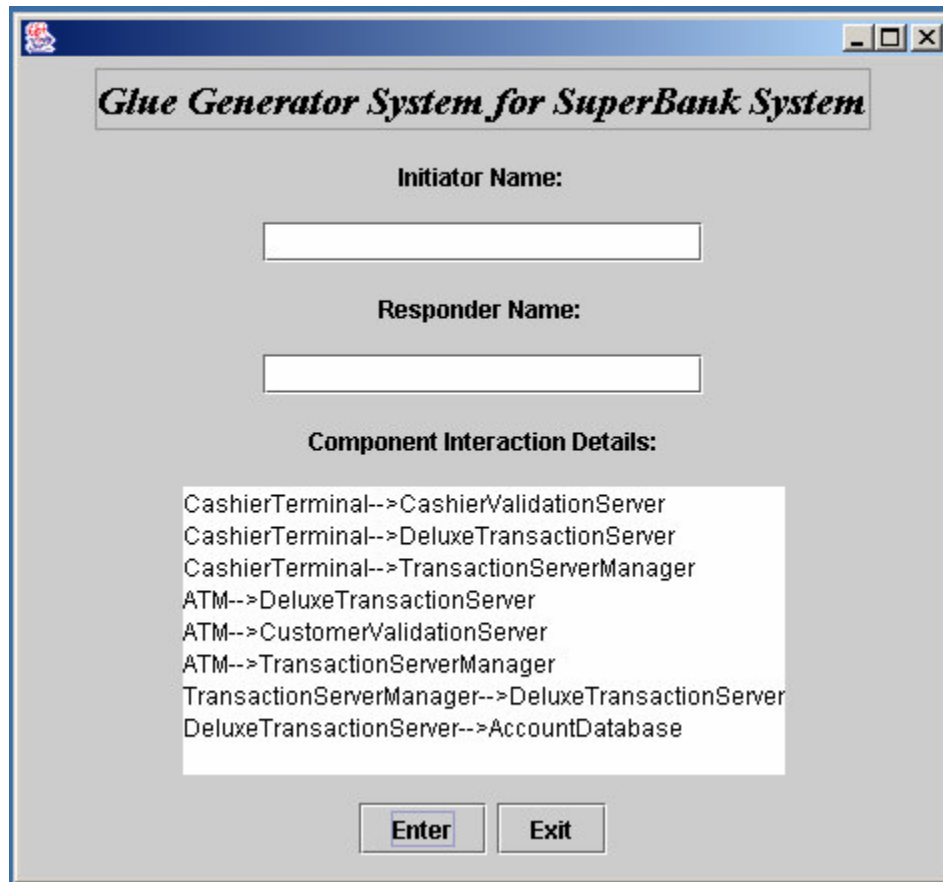 Glue Generator System for SuperBank System
Initiator Name:
Responder Name:
Component Interaction Details:
CashierTerminal-->CashierValidationServer
CashierTerminal-->DeluxeTransactionServer
CashierTerminal-->TransactionServerManager
ATM-->DeluxeTransactionServer
ATM-->CustomerValidationServer
ATM-->TransactionServerManager
TransactionServerManager-->DeluxeTransactionServer
DeluxeTransactionServer-->AccountDatabase
Enter Exit